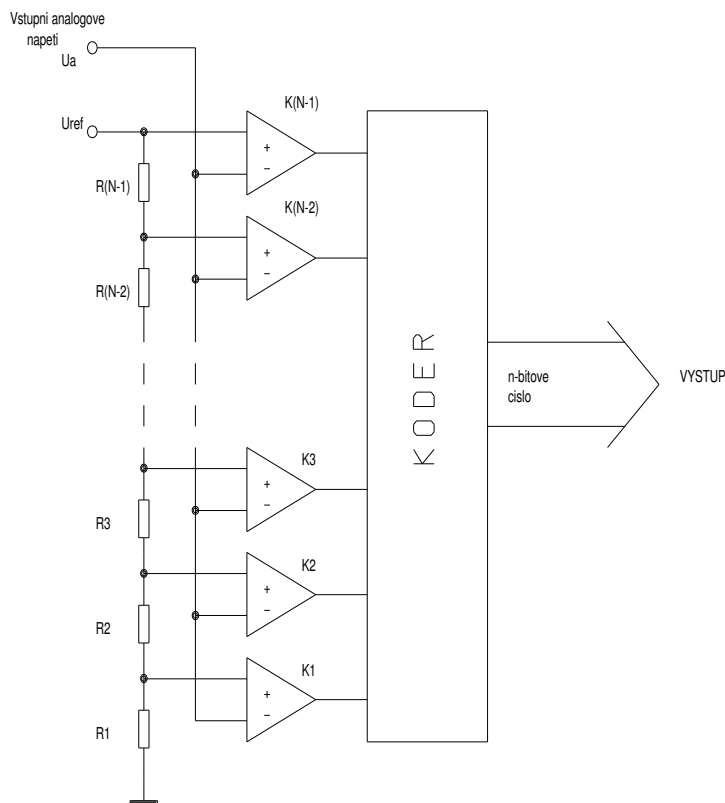 Vstupni analogove
napeti
Ua
Uref
K(N-1)
+
−
R(N-1)
K(N-2)
+
−
R(N-2)
KODER
n-bitove
cislo
VYSTUP
K3
+
−
R3
K2
+
−
R2
K1
+
−
R1